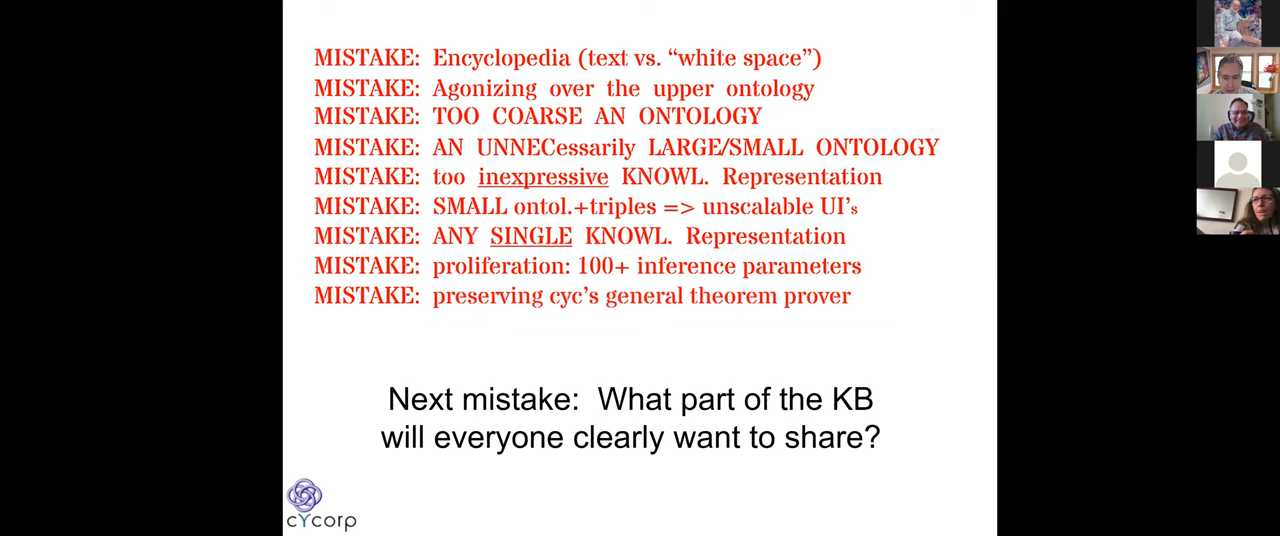 MISTAKE: Encyclopedia (text vs. “white space”)
MISTAKE: Agonizing over the upper ontology
MISTAKE: TOO COARSE AN ONTOLOGY
MISTAKE: AN UNNECessarily LARGE/SMALL ONTOLOGY
MISTAKE: too inexpressive KNOWL. Representation
MISTAKE: SMALL ontol.+triples => unscalable UI’s
MISTAKE: ANY SINGLE KNOWL. Representation
MISTAKE: proliferation: 100+ inference parameters
MISTAKE: preserving cyc’s general theorem prover
Next mistake: What part of the KB
will everyone clearly want to share?
cYcorp